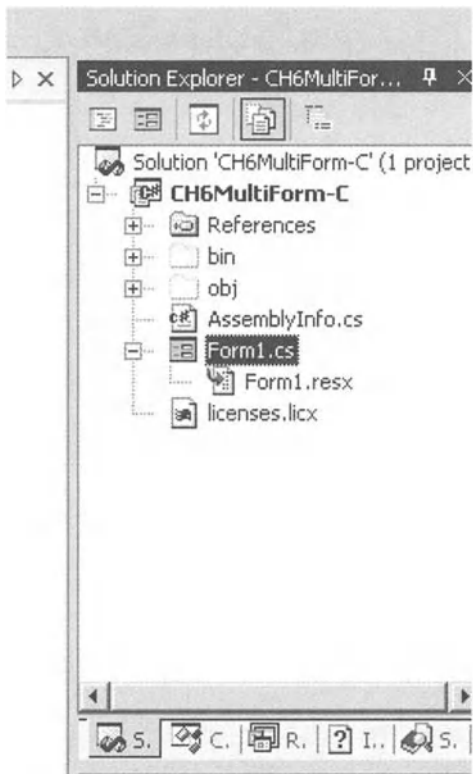 Solution Explorer - CH6MultiFor...
Solution 'CH6MultiForm-C' (1 project
CH6MultiForm-C
References
bin
obj
AssemblyInfo.cs
Form1.cs
Form1.resx
licenses.licx
S. C. R. I.. S.